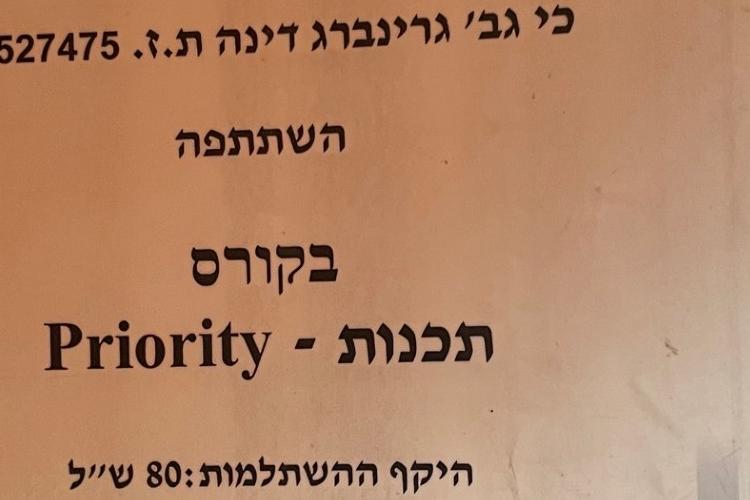 כי גב' גרינברג דינה ת.ז. 527475
השתתפה
בקורס
תכנות - Priority
היקף ההשתלמות: 80 ש"ל